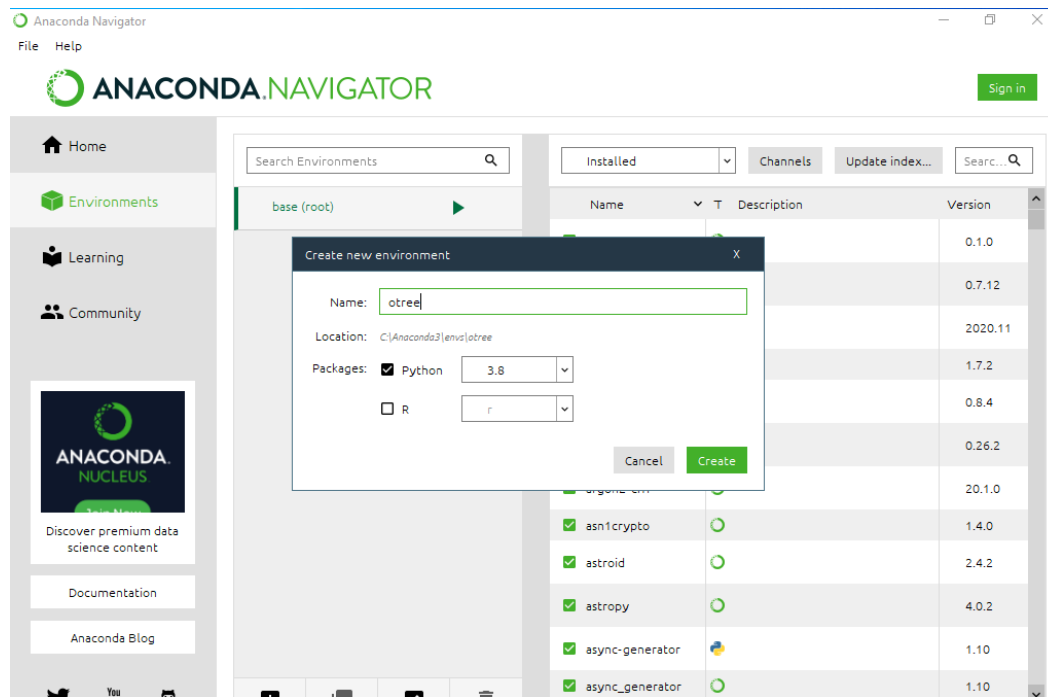 Anaconda Navigator
File Help
ANACONDA.NAVIGATOR
Sign in
Home
Environments
Learning
Community
ANACONDA.
NUCLEUS
Join Now
Discover premium data
science content
Documentation
Anaconda Blog
You
Search Environments
base (root)
Installed
Channels
Update index...
Searc...
Name T Description Version
0.1.0
0.7.12
2020.11
1.7.2
0.8.4
0.26.2
20.1.0
asn1crypto 1.4.0
astroid 2.4.2
astropy 4.0.2
async-generator 1.10
async_generator 1.10
Create new environment X
Name: otree
Location: C:\Anaconda3\envs\otree
Packages: Python 3.8
R r
Cancel Create